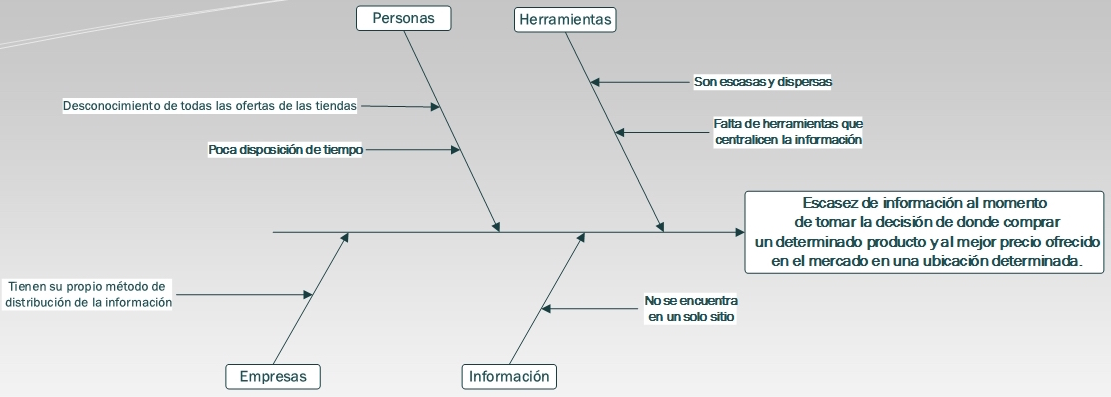 Personas
Herramientas
Son escasas y dispersas
Desconocimiento de todas las ofertas de las tiendas
Falta de herramientas que
centralicen la información
Poca disposición de tiempo
Escasez de información al momento
de tomar la decisión de donde comprar
un determinado producto y al mejor precio ofrecido
en el mercado en una ubicación determinada.
Tienen su propio método de
distribución de la información
No se encuentra
en un solo sitio
Empresas
Información